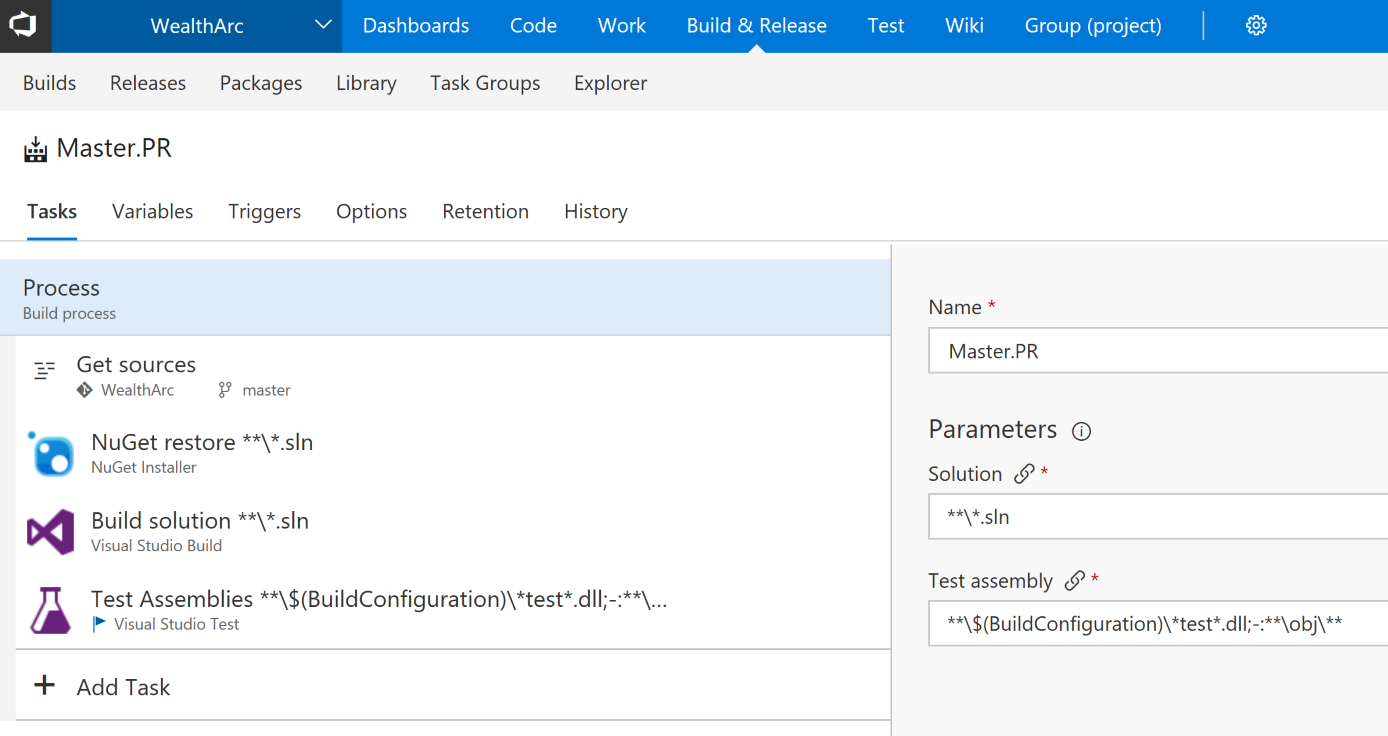 WealthArc Dashboards Code Work Build & Release Test Wiki Group (project)
Builds Releases Packages Library Task Groups Explorer
Master.PR
Tasks Variables Triggers Options Retention History
Process
Build process
Get sources
WealthArc master
NuGet restore **\*.sln
NuGet Installer
Build solution **\*.sln
Visual Studio Build
Test Assemblies **\$(BuildConfiguration)\*test*.dll;-:**\...
Visual Studio Test
+ Add Task
Name *
Master.PR
Parameters
Solution *
**\*.sln
Test assembly *
**\$(BuildConfiguration)\*test*.dll;-:**\obj\**